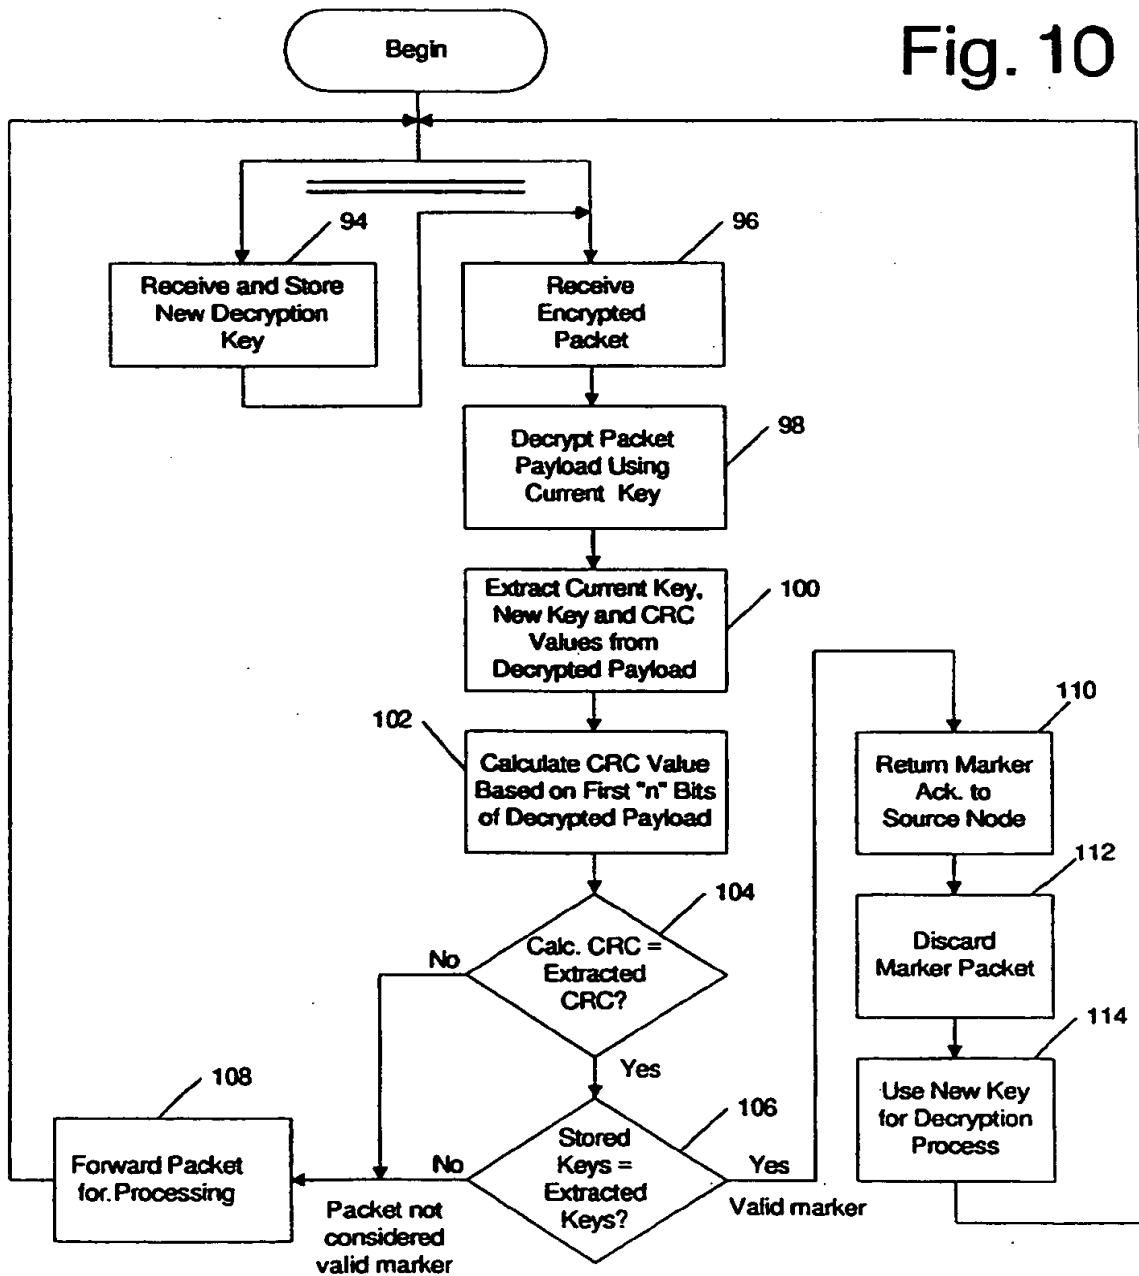 Begin
Fig. 10
94
Receive and Store
New Decryption
Key
96
Receive
Encrypted
Packet
98
Decrypt Packet
Payload Using
Current Key
100
Extract Current Key,
New Key and CRC
Values from
Decrypted Payload
102
Calculate CRC Value
Based on First "n" Bits
of Decrypted Payload
104
Calc. CRC =
Extracted
CRC?
No
Yes
106
Stored
Keys =
Extracted
Keys?
No
Packet not
considered
valid marker
Yes
Valid marker
108
Forward Packet
for.Processing
110
Return Marker
Ack. to
Source Node
112
Discard
Marker Packet
114
Use New Key
for Decryption
Process